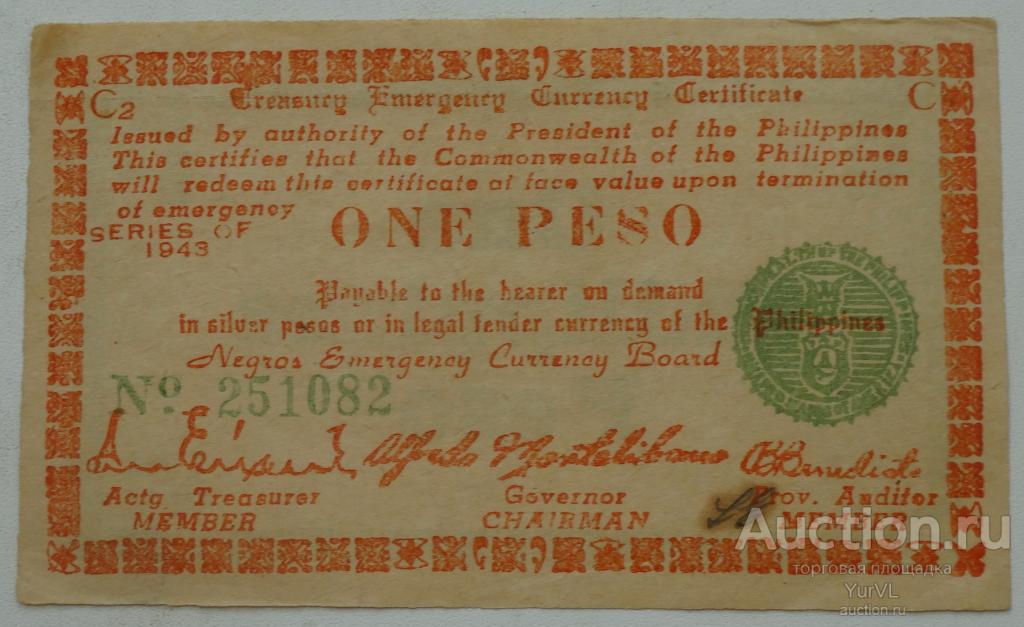 C2 Treasury Emergency Currency Certificate C
Issued by authority of the President of the Philippines
This certifies that the Commonwealth of the Philippines
will redeem this certificate at face value upon termination
of emergency
SERIES OF
1943
ONE PESO
Payable to the bearer on demand
in silver pesos or in legal tender currency of the Philippines
Negros Emergency Currency Board
No. 251082
Alfredo Montelibano
Actg Treasurer
MEMBER
Governor
CHAIRMAN
Prov. Auditor
MEMBER
Auction.ru
торговая площадка
YurVL
auction.ru